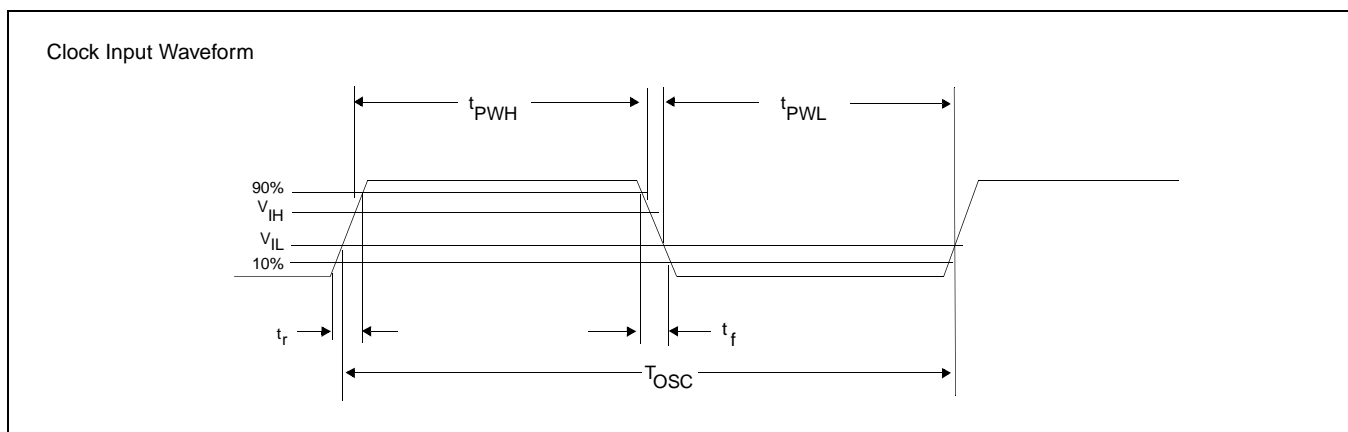 Clock Input Waveform
tPWH
tPWL
90%
VIH
VIL
10%
tr
tf
TOSC